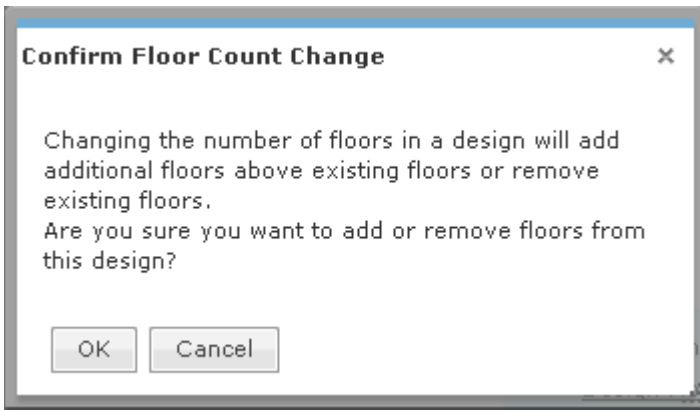 Confirm Floor Count Change
Changing the number of floors in a design will add
additional floors above existing floors or remove
existing floors.
Are you sure you want to add or remove floors from
this design?
OK
Cancel